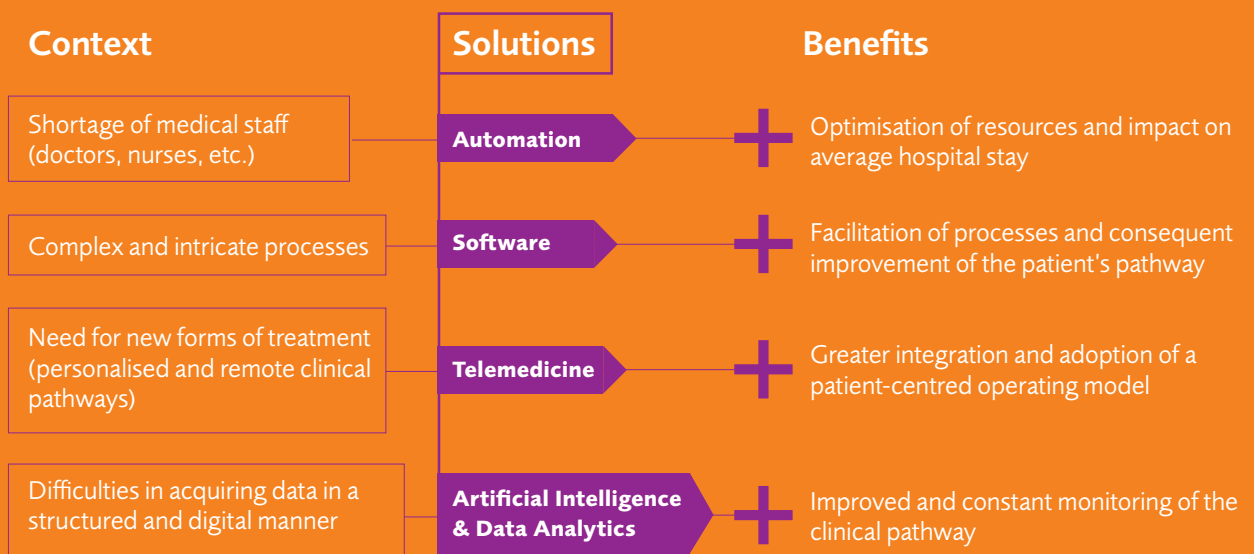 Context
Solutions
Benefits
Shortage of medical staff
(doctors, nurses, etc.)
Automation
Optimisation of resources and impact on
average hospital stay
Complex and intricate processes
Software
Facilitation of processes and consequent
improvement of the patient’s pathway
Need for new forms of treatment
(personalised and remote clinical
pathways)
Telemedicine
Greater integration and adoption of a
patient-centred operating model
Difficulties in acquiring data in a
structured and digital manner
Artificial Intelligence
& Data Analytics
Improved and constant monitoring of the
clinical pathway